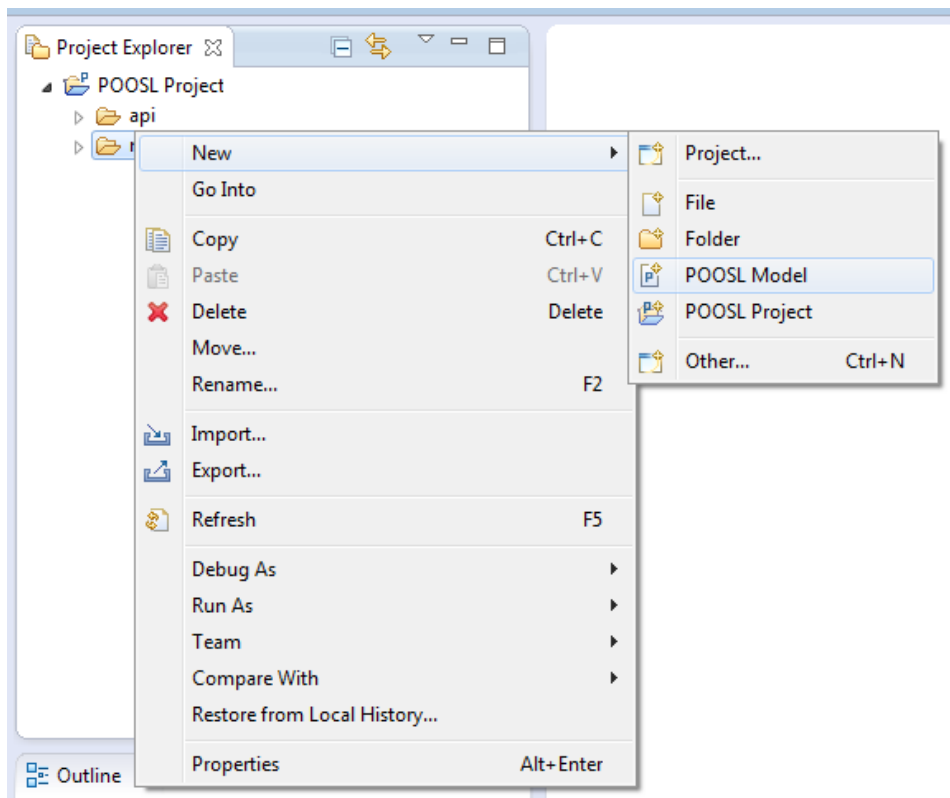 Project Explorer
POOSL Project
api
New
Go Into
Copy Ctrl+C
Paste Ctrl+V
Delete Delete
Move...
Rename... F2
Import...
Export...
Refresh F5
Debug As
Run As
Team
Compare With
Restore from Local History...
Properties Alt+Enter
Project...
File
Folder
POOSL Model
POOSL Project
Other... Ctrl+N
Outline